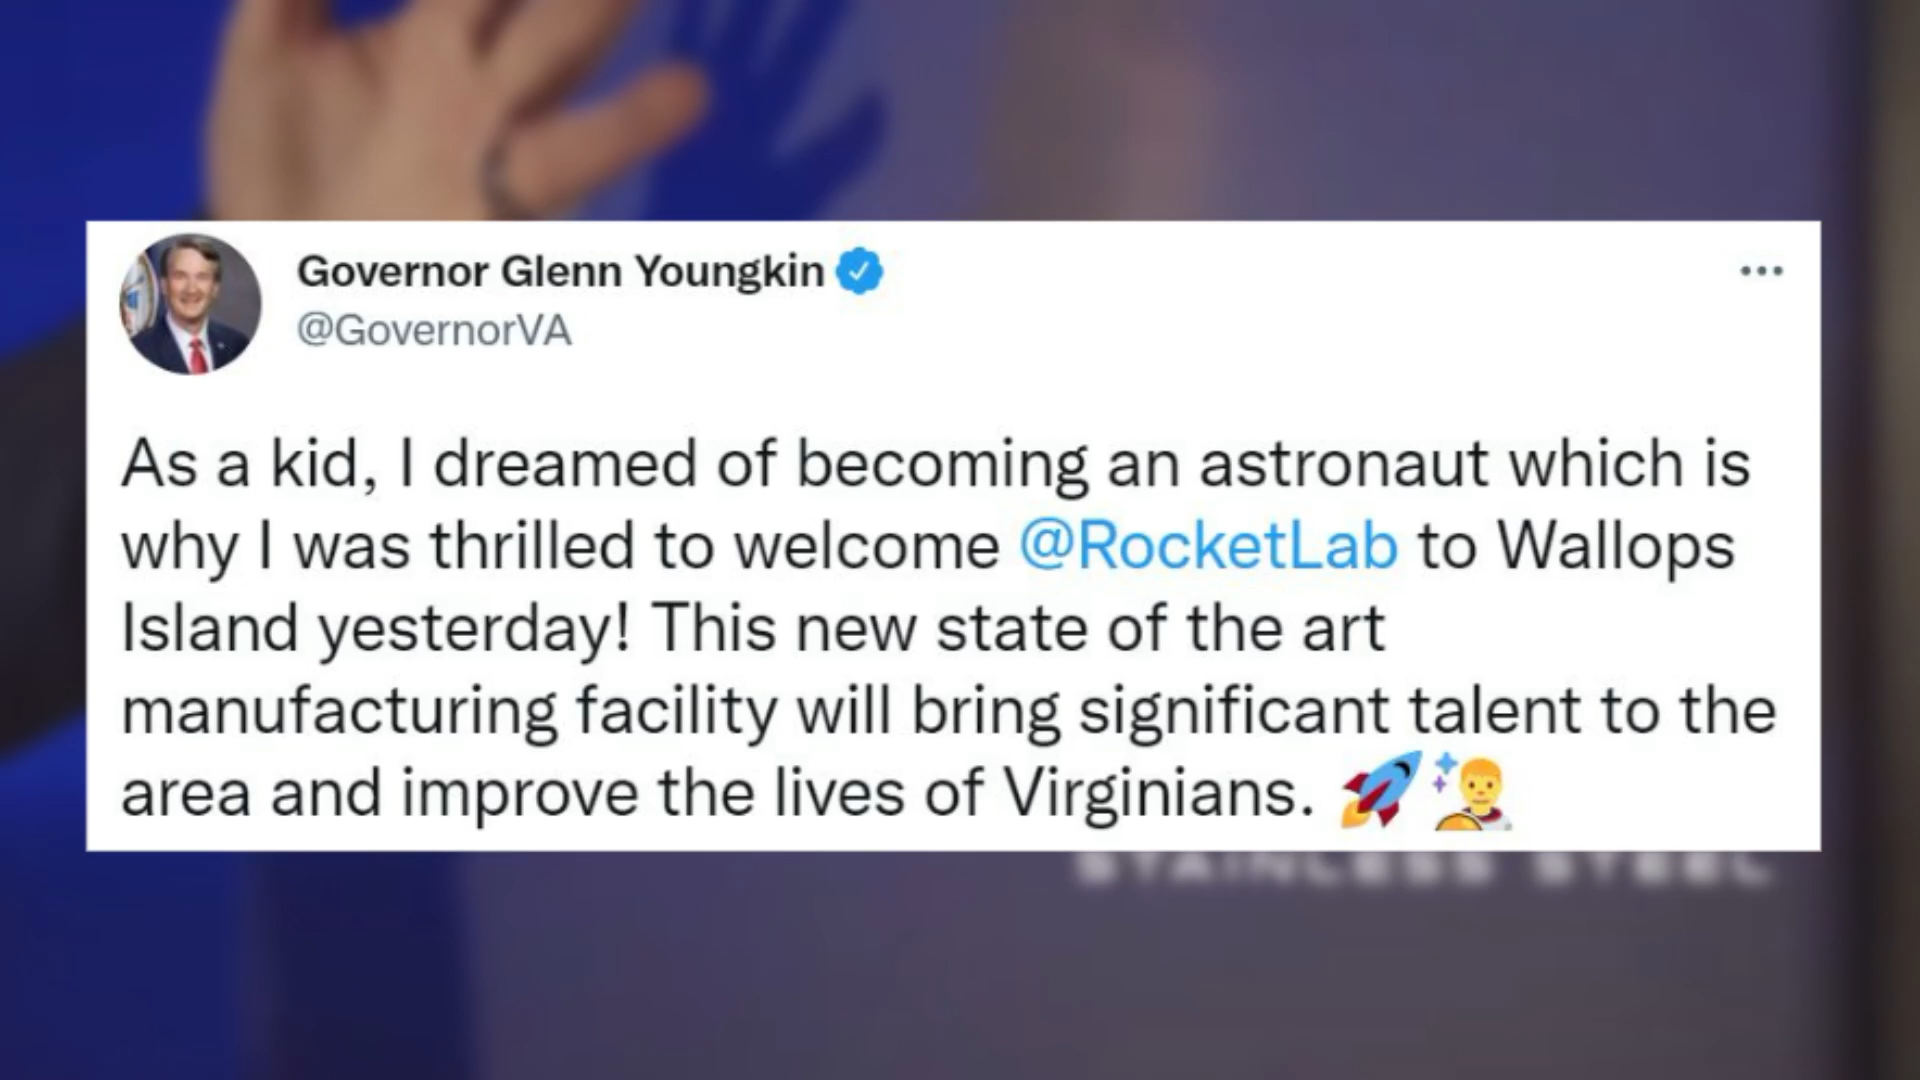 Governor Glenn Youngkin
@GovernorVA
As a kid, I dreamed of becoming an astronaut which is
why I was thrilled to welcome @RocketLab to Wallops
Island yesterday! This new state of the art
manufacturing facility will bring significant talent to the
area and improve the lives of Virginians. 🚀👨‍🚀
STAINLESS STEEL